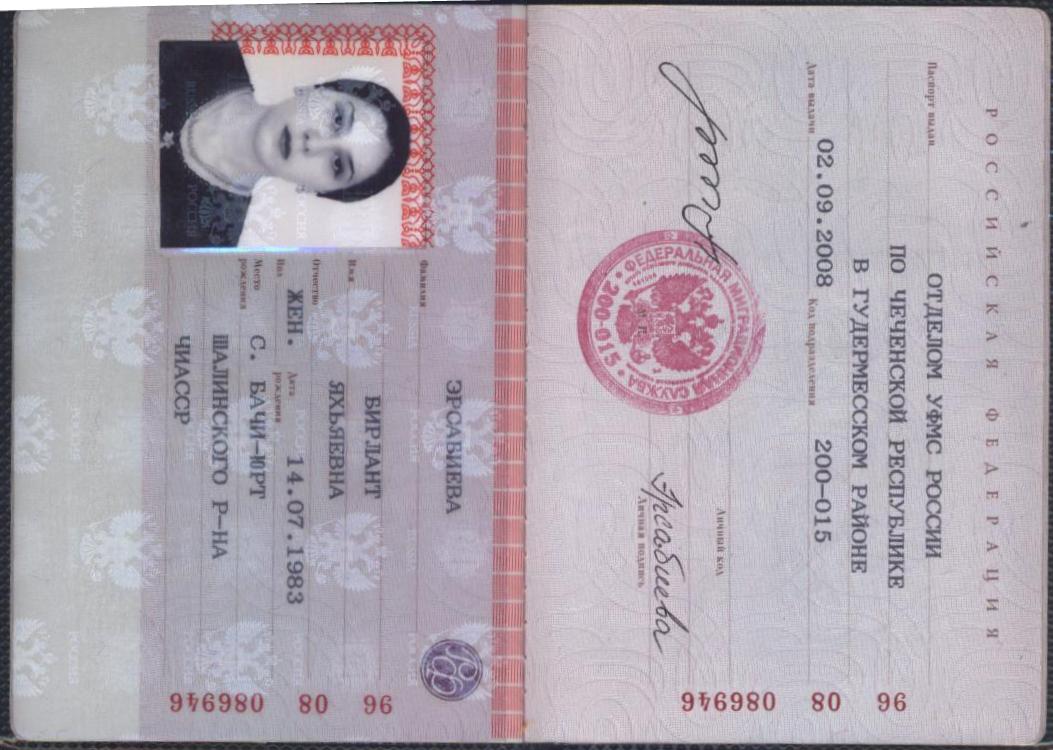 РОССИЙСКАЯ ФЕДЕРАЦИЯ
Паспорт выдан
ОТДЕЛОМ УФМС РОССИИ
ПО ЧЕЧЕНСКОЙ РЕСПУБЛИКЕ
В ГУДЕРМЕССКОМ РАЙОНЕ
Дата выдачи 02.09.2008 Код подразделения 200-015
Личный код
Личная подпись
Эрсабиева
ФЕДЕРАЛЬНАЯ МИГРАЦИОННАЯ СЛУЖБА
200-015
96 08 086946
Фамилия
ЭРСАБИЕВА
Имя
БИРЛАНТ
Отчество
ЯХЬЯЕВНА
Пол ЖЕН. Дата рождения 14.07.1983
Место рождения С. БАЧИ-ЮРТ
ШАЛИНСКОГО Р-НА
ЧИАССР
96 08 086946